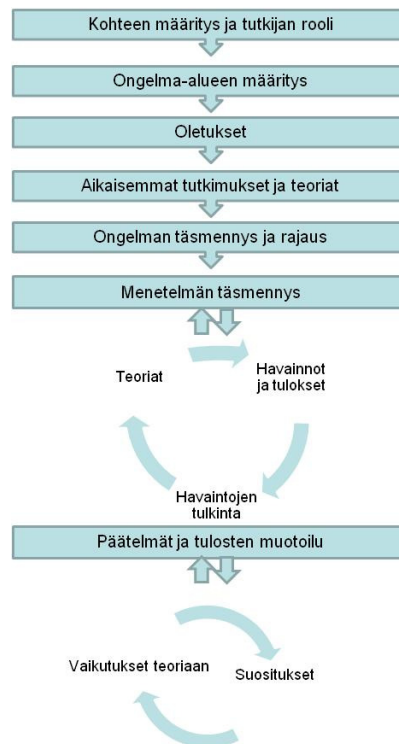 Kohteen määritys ja tutkijan rooli
Ongelma-alueen määritys
Oletukset
Aikaisemmat tutkimukset ja teoriat
Ongelman täsmennys ja rajaus
Menetelmän täsmennys
Teoriat
Havainnot
ja tulokset
Havaintojen
tulkinta
Päätelmät ja tulosten muotoilu
Vaikutukset teoriaan
Suositukset